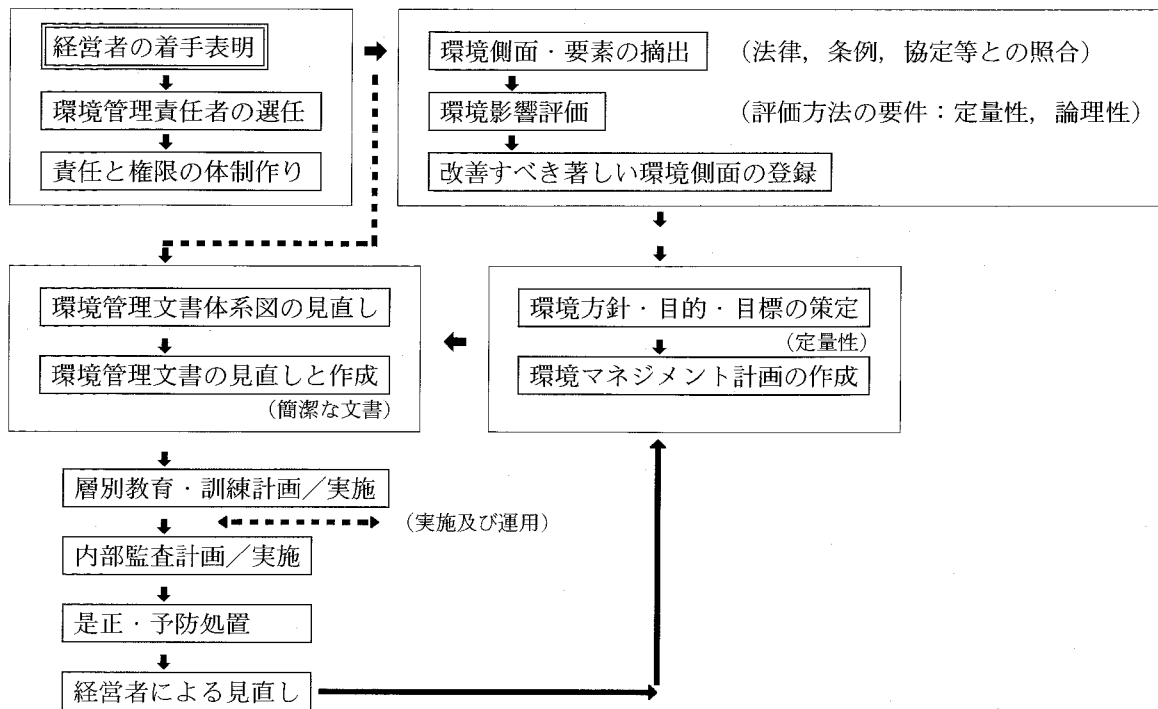 経営者の着手表明
環境管理責任者の選任
責任と権限の体制作り
環境側面・要素の摘出 (法律，条例，協定等との照合)
環境影響評価 (評価方法の要件：定量性，論理性)
改善すべき著しい環境側面の登録
環境管理文書体系図の見直し
環境管理文書の見直しと作成
(簡潔な文書)
環境方針・目的・目標の策定
(定量性)
環境マネジメント計画の作成
層別教育・訓練計画／実施
(実施及び運用)
内部監査計画／実施
是正・予防処置
経営者による見直し